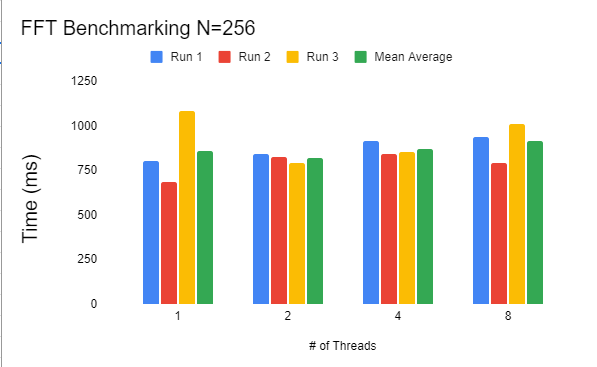 FFT Benchmarking N=256
Run 1 Run 2 Run 3 Mean Average
Time (ms)
1250
1000
750
500
250
0
1 2 4 8
# of Threads